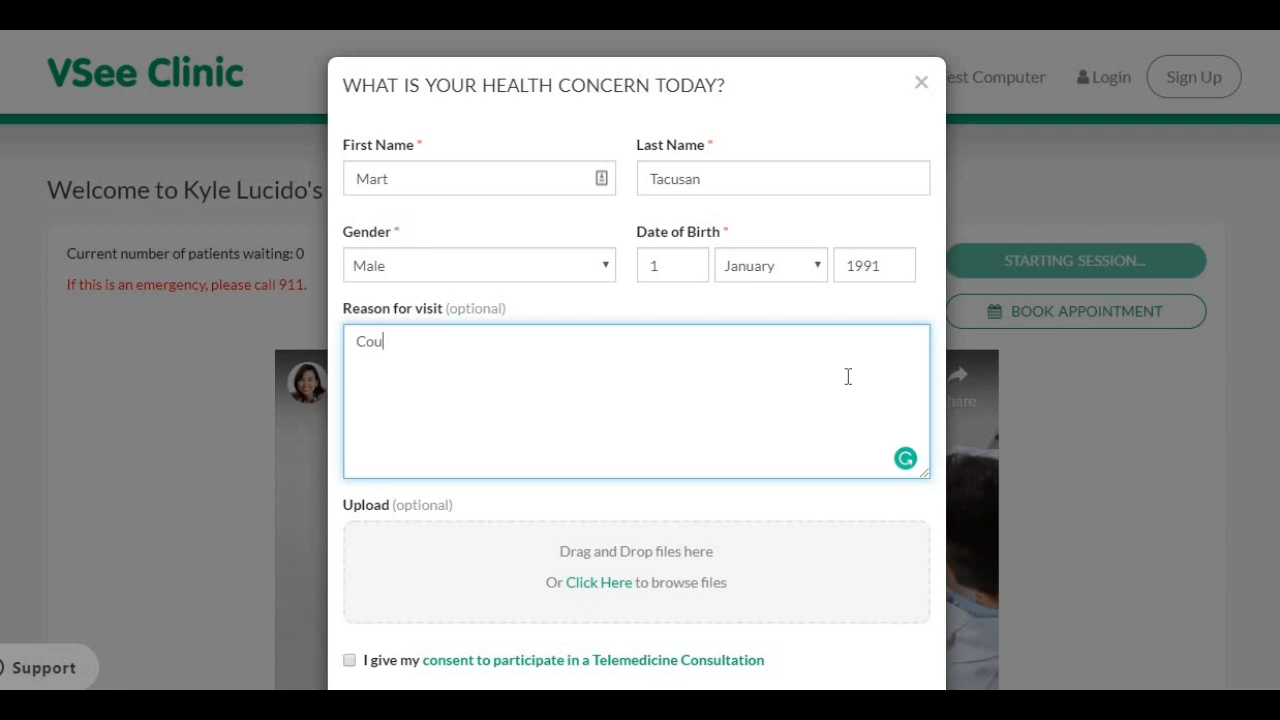 VSee Clinic
est Computer
Login
Sign Up
Welcome to Kyle Lucido's
Current number of patients waiting: 0
If this is an emergency, please call 911.
STARTING SESSION...
BOOK APPOINTMENT
hare
WHAT IS YOUR HEALTH CONCERN TODAY?
×
First Name *
Last Name *
Mart
Tacusan
Gender *
Date of Birth *
Male
1
January
1991
Reason for visit (optional)
Cou
Upload (optional)
Drag and Drop files here
Or Click Here to browse files
I give my consent to participate in a Telemedicine Consultation
Support